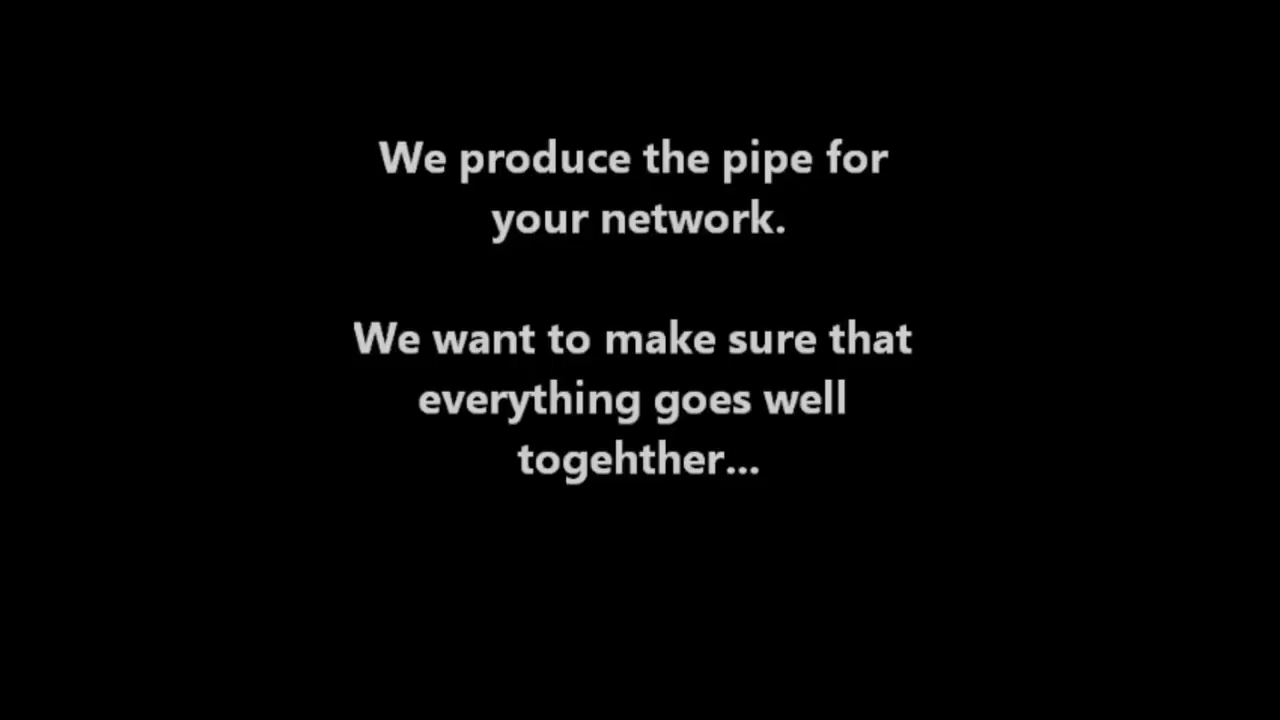 We produce the pipe for
your network.
We want to make sure that
everything goes well
togehther...